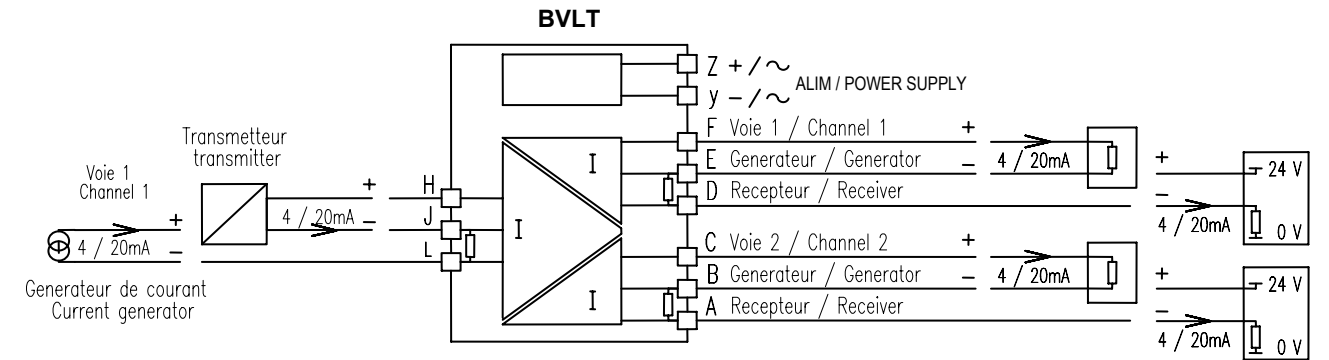 BVLT
Z + / ~
ALIM / POWER SUPPLY
y - / ~
Transmetteur
transmitter
Voie 1
Channel 1
+
4 / 20mA
-
Generateur de courant
Current generator
+
4 / 20mA -
H
J
L
I
I
I
F Voie 1 / Channel 1 +
E Generateur / Generator - 4 / 20mA
D Recepteur / Receiver
+
24 V
-
4 / 20mA
0 V
C Voie 2 / Channel 2 +
B Generateur / Generator - 4 / 20mA
A Recepteur / Receiver
+
24 V
-
4 / 20mA
0 V